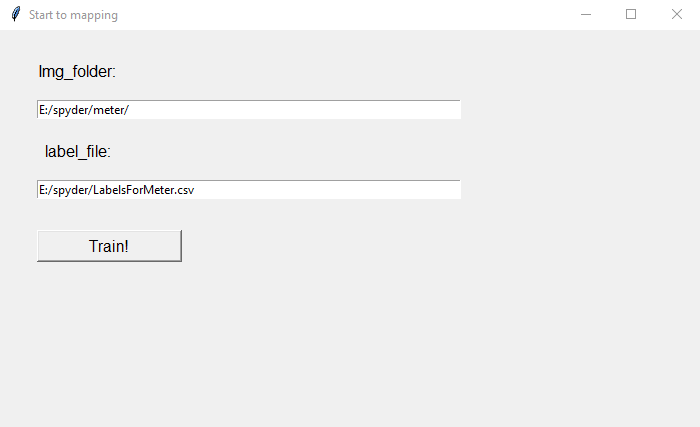 Start to mapping
Img_folder:
E:/spyder/meter/
label_file:
E:/spyder/LabelsForMeter.csv
Train!